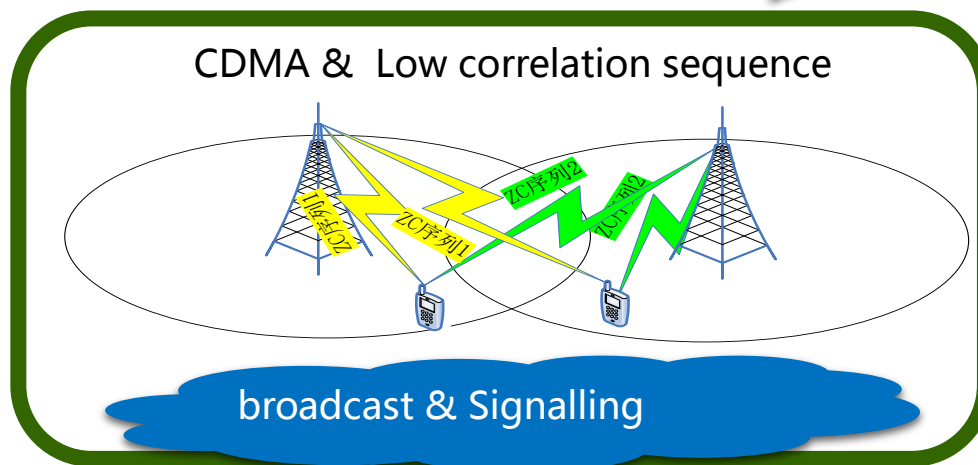 CDMA & Low correlation sequence
ZC序列1
ZC序列1
ZC序列2
ZC序列2
broadcast & Signalling